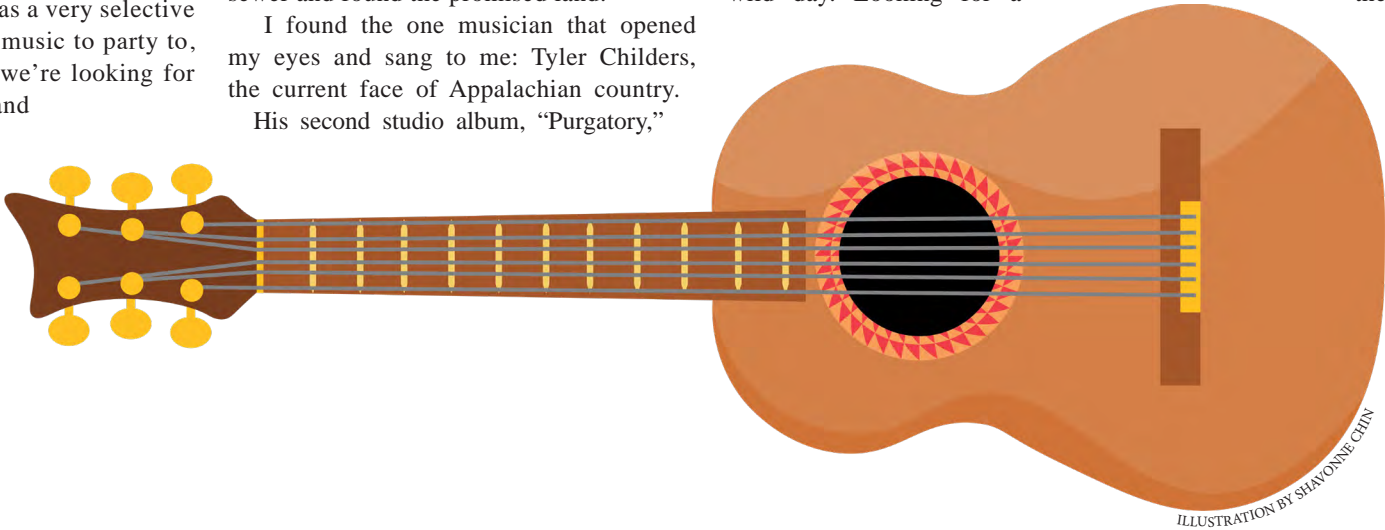 as a very selective
music to party to,
we’re looking for
and
I found the one musician that opened
my eyes and sang to me: Tyler Childers,
the current face of Appalachian country.
His second studio album, “Purgatory,”
ILLUSTRATION BY SHAVONNE CHIN